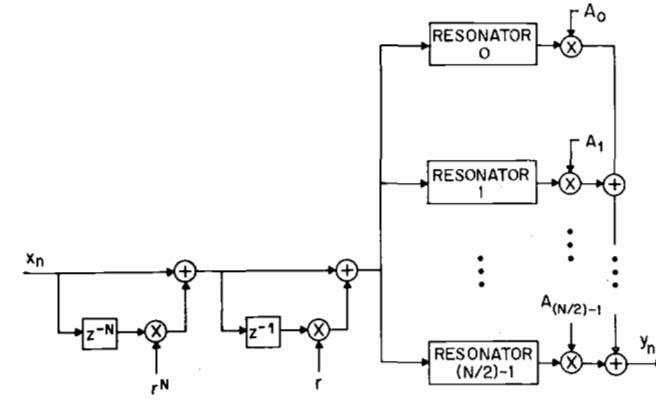 A₀
RESONATOR
0
A₁
RESONATOR
1
xₙ
z⁻ᴺ
rᴺ
z⁻¹
r
A₍N/2₎₋₁
RESONATOR
(N/2)-1
yₙ